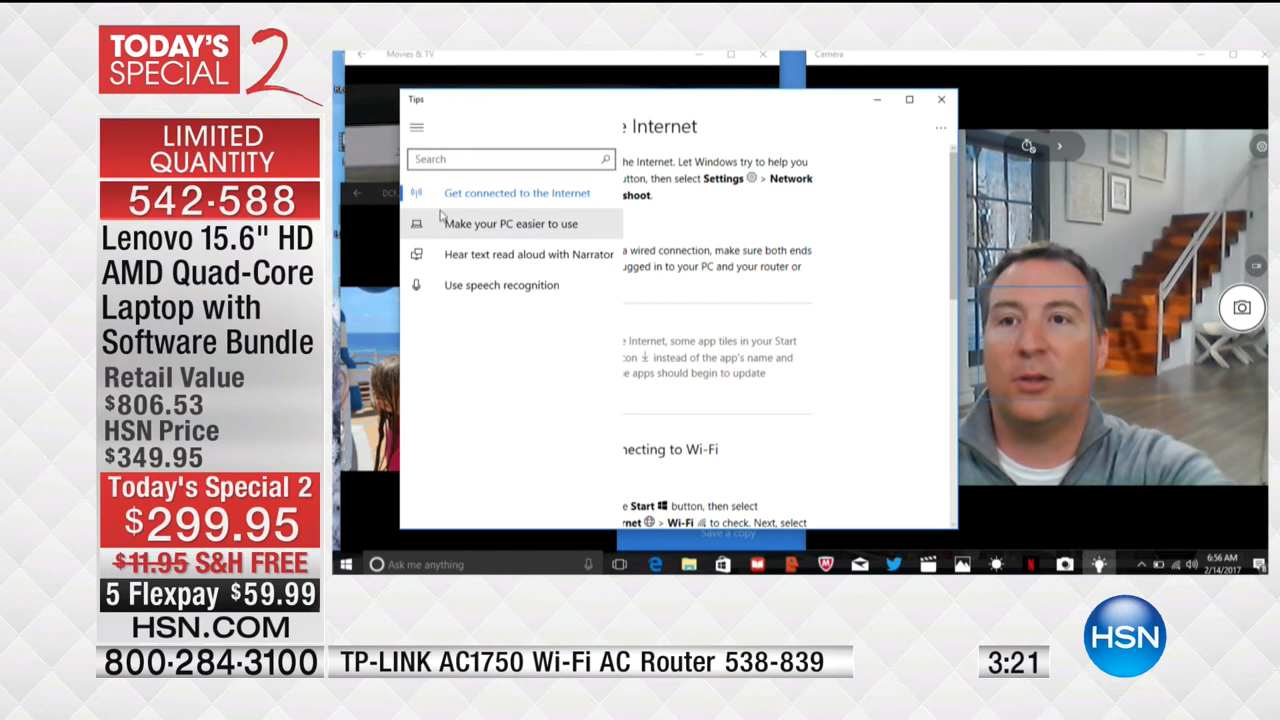 TODAY'S
SPECIAL 2
LIMITED
QUANTITY
542-588
Lenovo 15.6" HD
AMD Quad-Core
Laptop with
Software Bundle
Retail Value
$806.53
HSN Price
$349.95
Today's Special 2
$299.95
$11.95 S&H FREE
5 Flexpay $59.99
HSN.COM
800-284-3100
Movies & TV
Camera
Tips
Search
Get connected to the Internet
Make your PC easier to use
Hear text read aloud with Narrator
Use speech recognition
e Internet
he Internet. Let Windows try to help you
utton, then select Settings > Network
shoot.
a wired connection, make sure both ends
ugged in to your PC and your router or
e Internet, some app tiles in your Start
con instead of the app's name and
e apps should begin to update
necting to Wi-Fi
e Start button, then select
rnet > Wi-Fi to check. Next, select
Save a copy
Ask me anything
6:56 AM
2/14/2017
TP-LINK AC1750 Wi-Fi AC Router 538-839
3:21
HSN